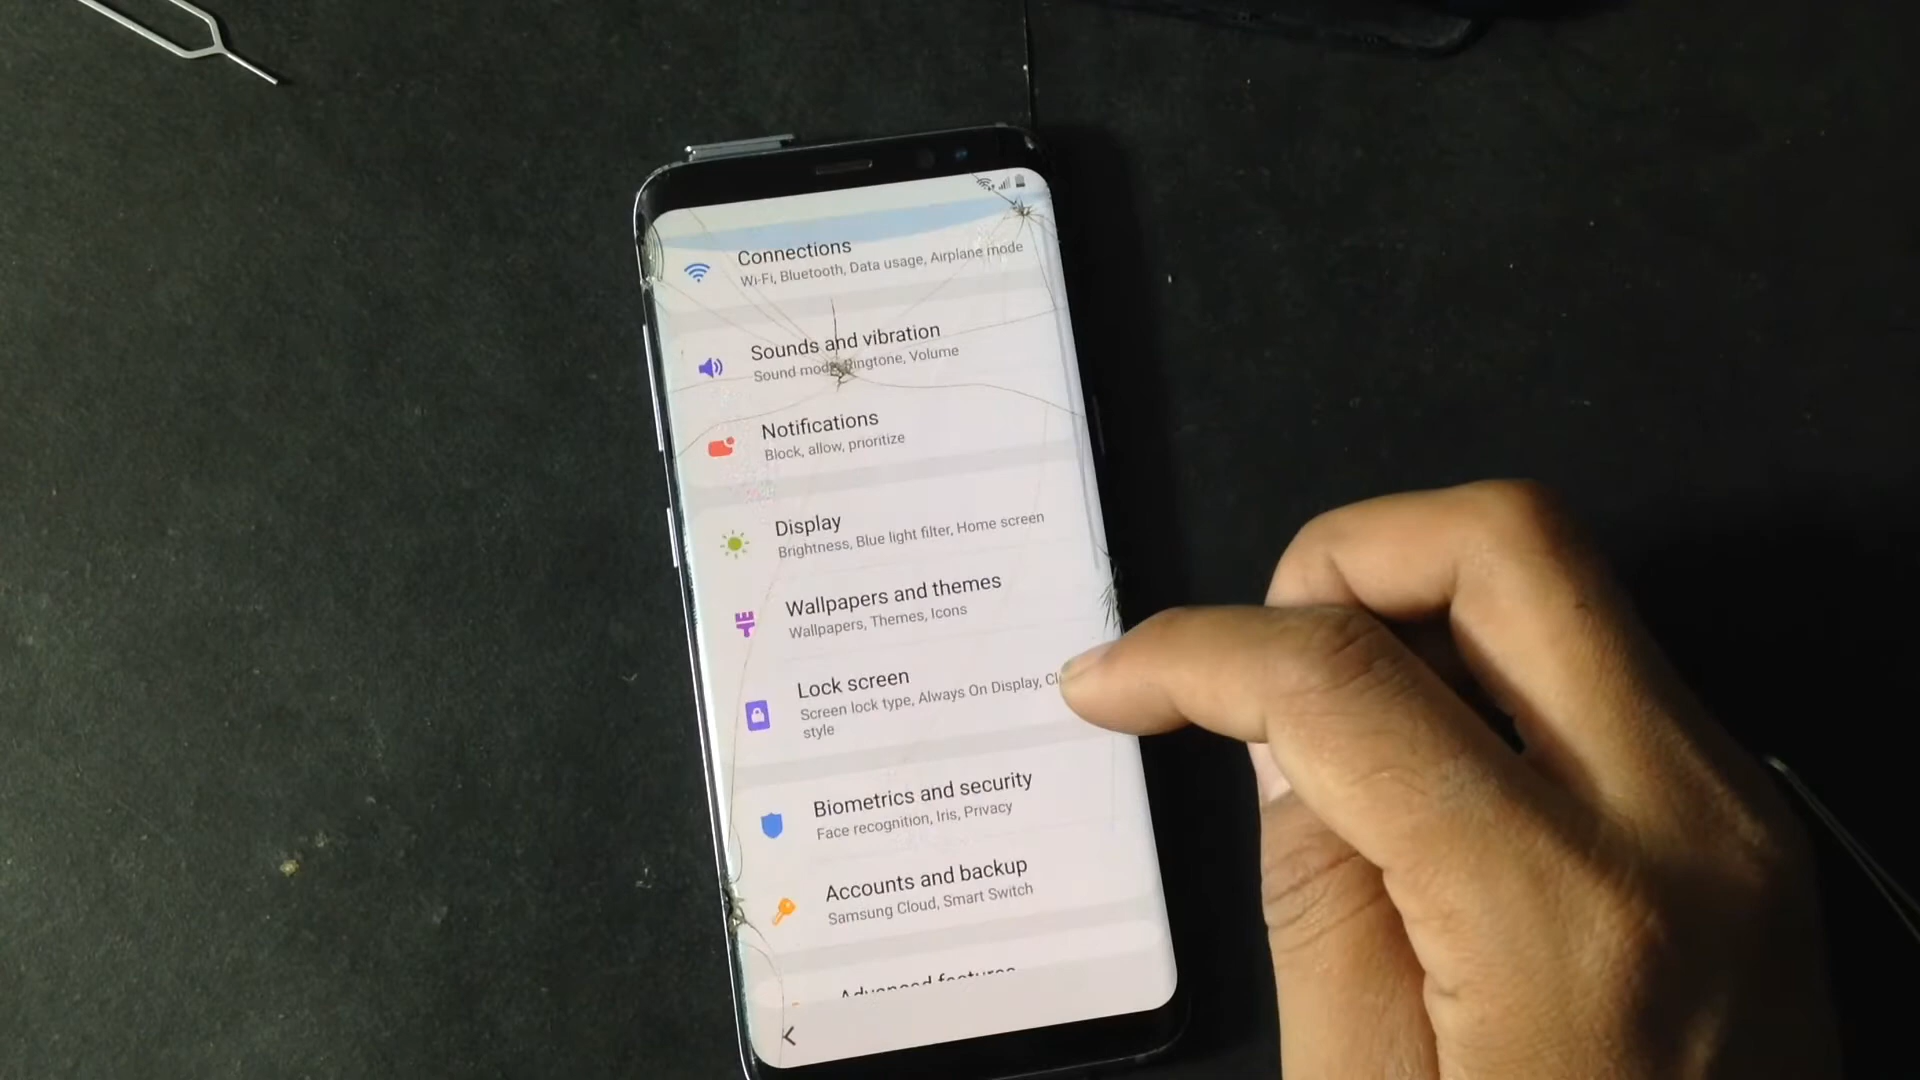 Connections
Wi-Fi, Bluetooth, Data usage, Airplane mode
Sounds and vibration
Sound mode, Ringtone, Volume
Notifications
Block, allow, prioritize
Display
Brightness, Blue light filter, Home screen
Wallpapers and themes
Wallpapers, Themes, Icons
Lock screen
Screen lock type, Always On Display, Cl
style
Biometrics and security
Face recognition, Iris, Privacy
Accounts and backup
Samsung Cloud, Smart Switch
Advanced features